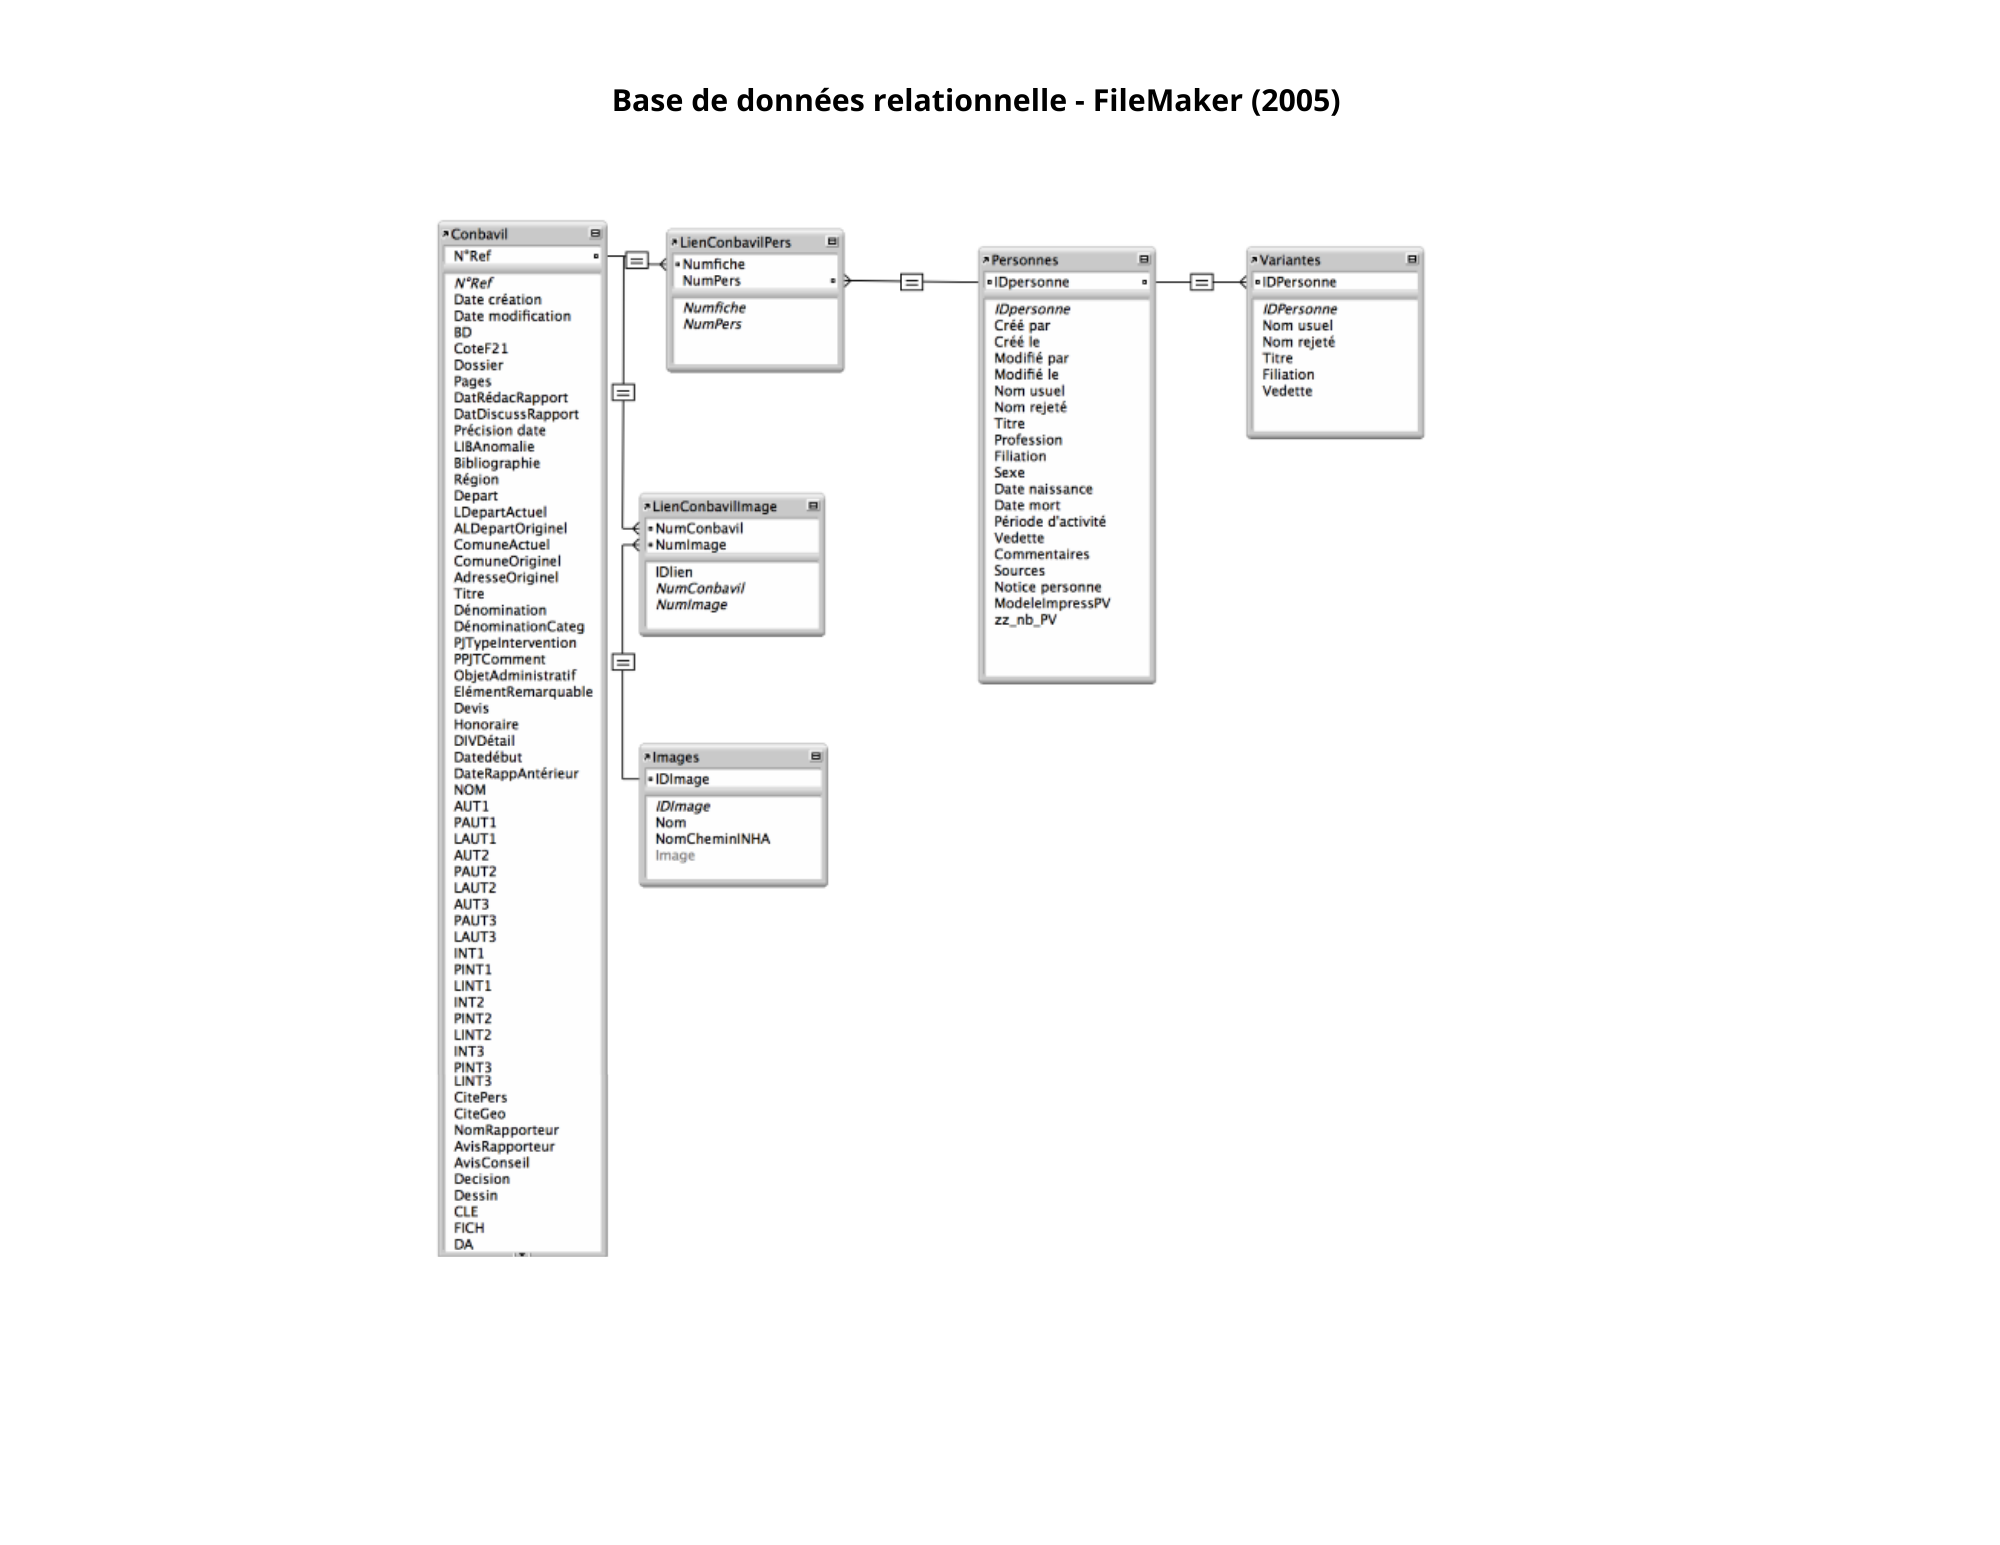 Base de données relationnelle - FileMaker (2005)
Conbavil
N°Ref
N°Ref
Date création
Date modification
BD
CoteF21
Dossier
Pages
DatRédacRapport
DatDiscussRapport
Précision date
LIBAnomalie
Bibliographie
Région
Depart
LDepartActuel
ALDepartOriginel
ComuneActuel
ComuneOriginel
AdresseOriginel
Titre
Dénomination
DénominationCateg
PJTypeIntervention
PPJTComment
ObjetAdministratif
ElémentRemarquable
Devis
Honoraire
DIVDétail
Datedébut
DateRappAntérieur
NOM
AUT1
PAUT1
LAUT1
AUT2
PAUT2
LAUT2
AUT3
PAUT3
LAUT3
INT1
PINT1
LINT1
INT2
PINT2
LINT2
INT3
PINT3
LINT3
CitePers
CiteGeo
NomRapporteur
AvisRapporteur
AvisConseil
Decision
Dessin
CLE
FICH
DA
LienConbavilPers
Numfiche
NumPers
Numfiche
NumPers
LienConbavilImage
NumConbavil
NumImage
IDlien
NumConbavil
NumImage
Images
IDImage
IDImage
Nom
NomCheminINHA
Image
Personnes
IDpersonne
IDpersonne
Créé par
Créé le
Modifié par
Modifié le
Nom usuel
Nom rejeté
Titre
Profession
Filiation
Sexe
Date naissance
Date mort
Période d'activité
Vedette
Commentaires
Sources
Notice personne
ModeleImpressPV
zz_nb_PV
Variantes
IDPersonne
IDPersonne
Nom usuel
Nom rejeté
Titre
Filiation
Vedette